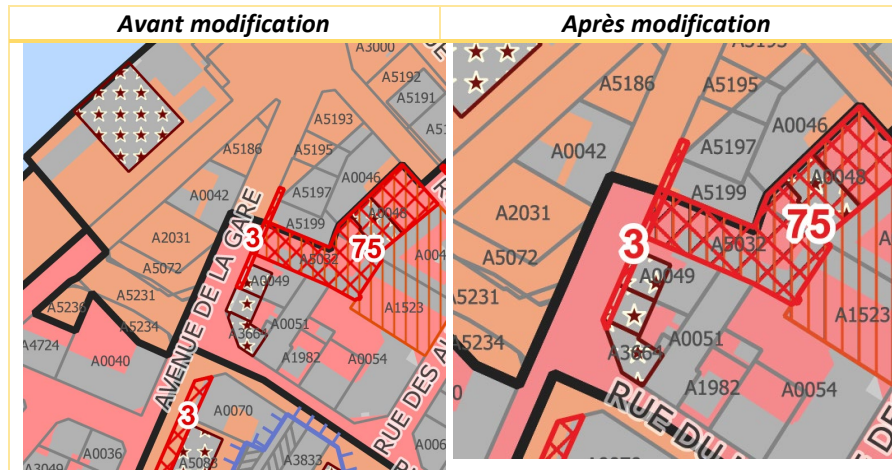 Avant modification
Après modification
A3000
A5192
A5191
A5193
A5186
A5195
A0046
A0042
A5197
A5199
A0048
3
75
A2031
A5032
A5072
A0049
A5236
A5231
AVENUE DE LA GARE
A5234
A3664
A0051
A1523
A4724
A0040
A1982
A0054
3
A0070
RUE DES
A0036
A3049
A5083
A3833
A5193
A5186
A5195
A0046
A0042
A5197
A5199
A0048
A2031
75
3
A5032
A5072
A0049
A5231
A1523
A0051
A5234
A3664
A1982
A0054
RUE DU